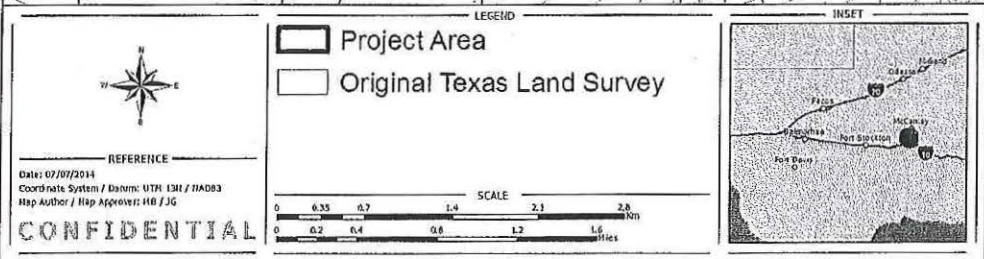 N
W E
S
REFERENCE
Date: 07/07/2014
Coordinate System / Datum: UTM 13N / NAD83
Map Author / Map Approver: MB / JG
CONFIDENTIAL
LEGEND
Project Area
Original Texas Land Survey
SCALE
0 0.35 0.7 1.4 2.1 2.8
Km
0 0.2 0.4 0.8 1.2 1.6
Miles
INSET
Midland
Odessa
20
Pecos
McCamey
Balmorhea
Fort Stockton
10
Fort Davis